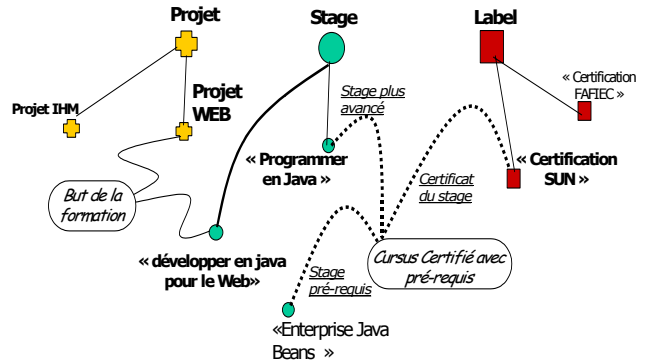 Projet
Stage
Label
Projet IHM
Projet
WEB
Stage plus
avancé
« Certification
FAFIEC »
« Programmer
en Java »
« Certification
SUN »
But de la
formation
Certificat
du stage
« développer en java
pour le Web»
Stage
pré-requis
Cursus Certifié avec
pré-requis
«Enterprise Java
Beans »